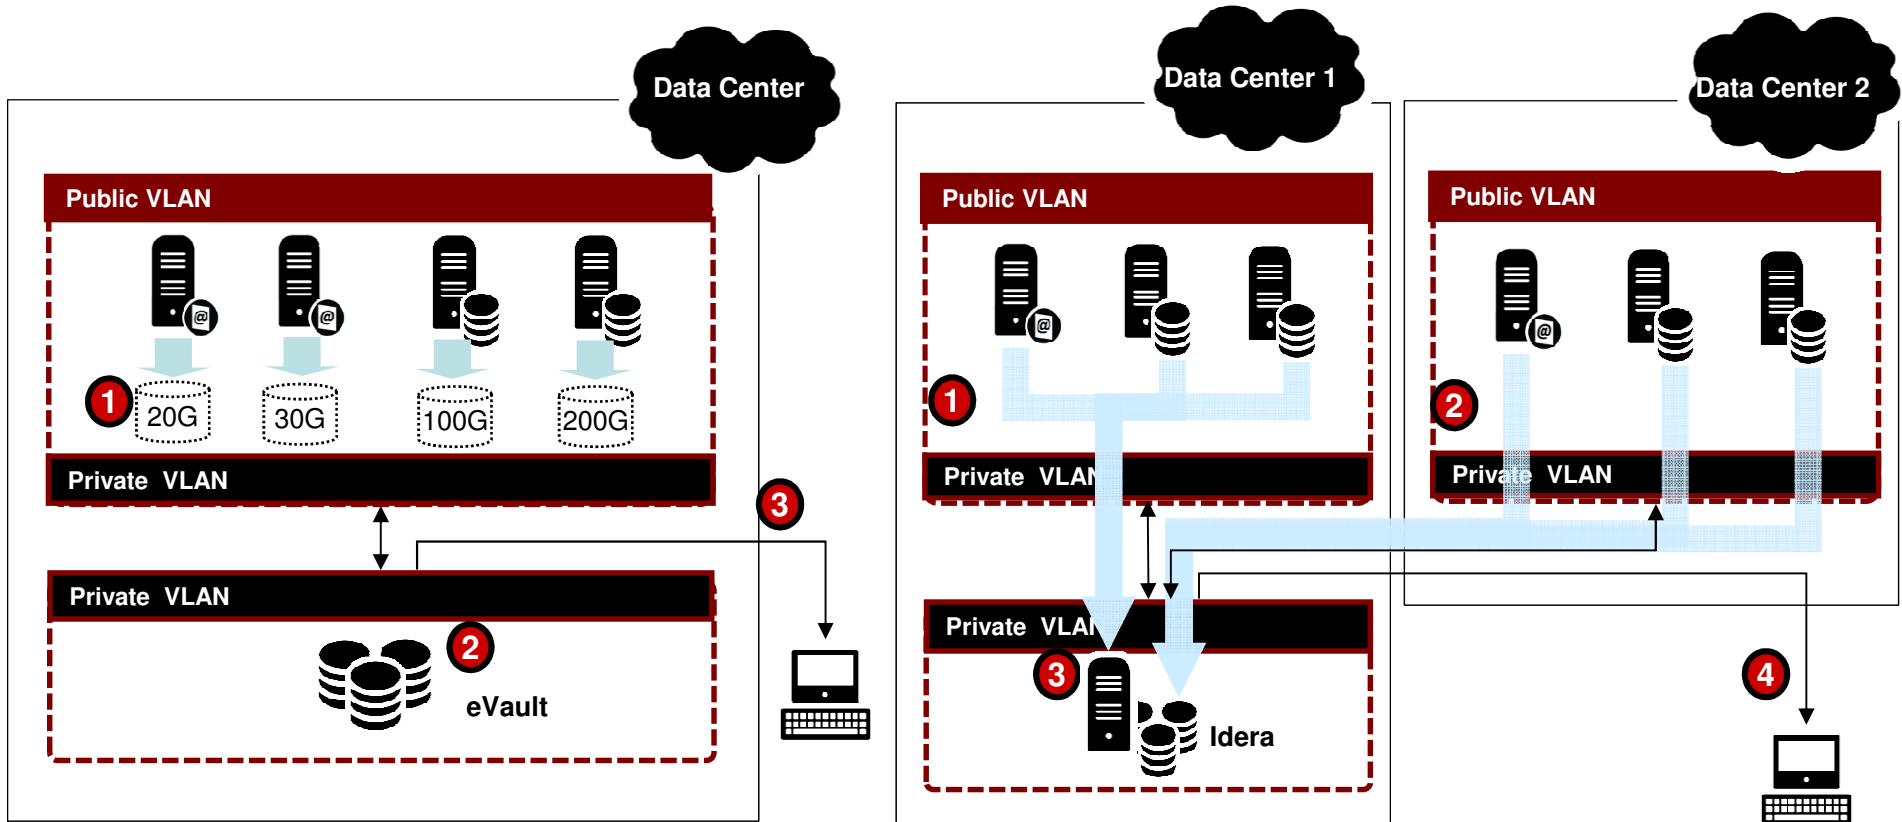 Data Center
Public VLAN
@
@
1
20G
30G
100G
200G
Private VLAN
3
Private VLAN
2
eVault
Data Center 1
Public VLAN
@
1
Private VLAN
Private VLAN
3
Idera
Data Center 2
Public VLAN
@
2
Private VLAN
4